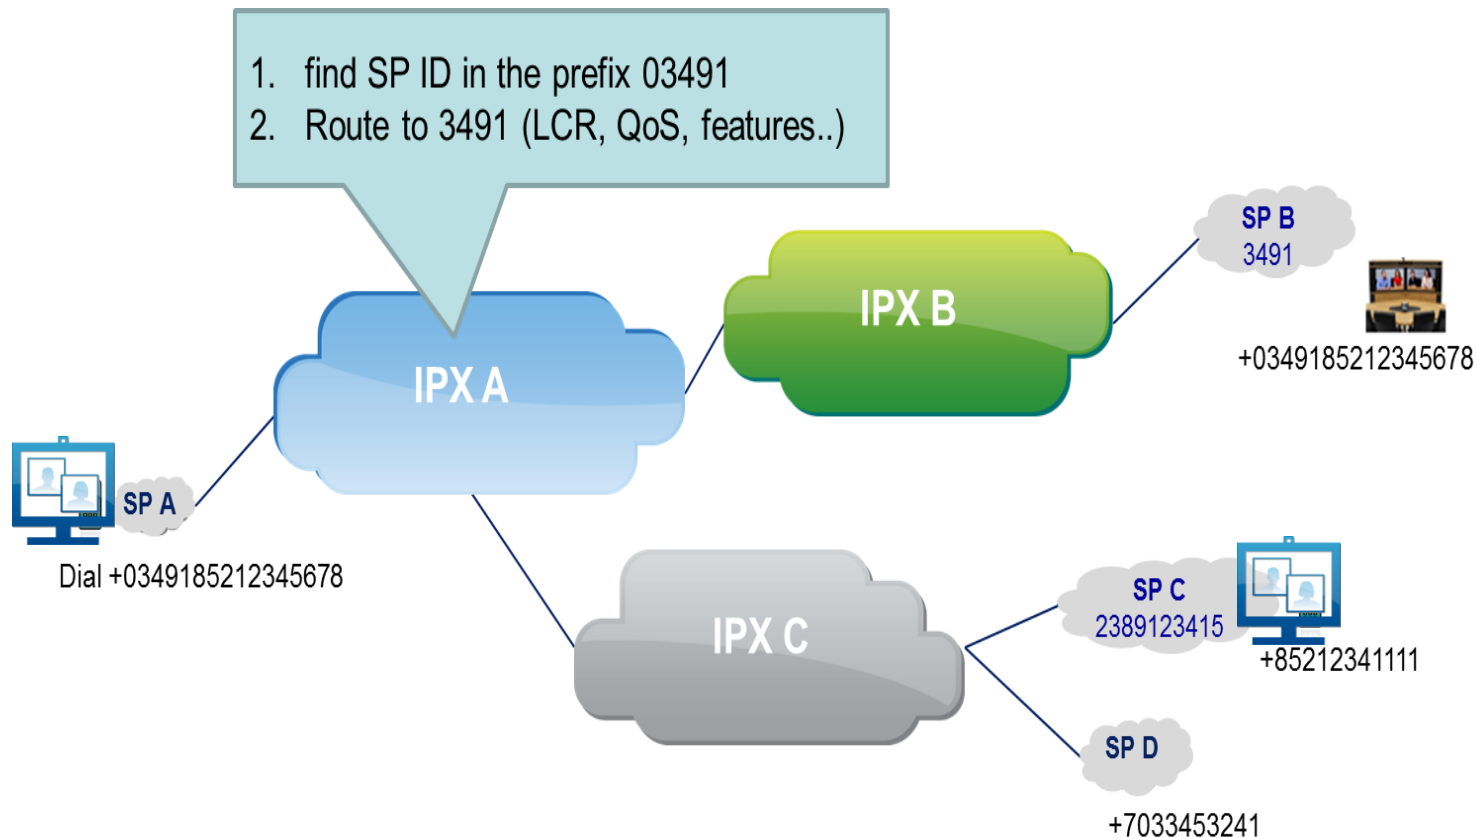 1. find SP ID in the prefix 03491
2. Route to 3491 (LCR, QoS, features..)
SP B
3491
IPX B
+0349185212345678
IPX A
SP A
Dial +0349185212345678
IPX C
SP C
2389123415
+85212341111
SP D
+7033453241